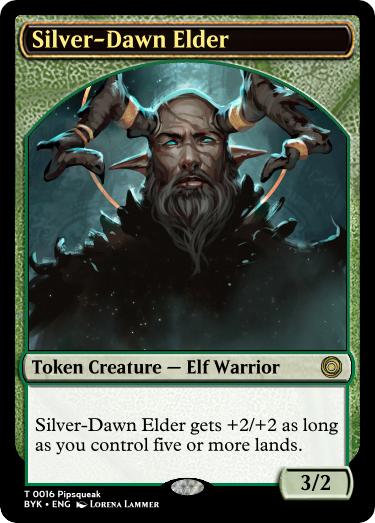 Silver-Dawn Elder
Token Creature — Elf Warrior
Silver-Dawn Elder gets +2/+2 as long
as you control five or more lands.
3/2
T 0016 Pipsqueak
BYK • ENG Lorena Lammer